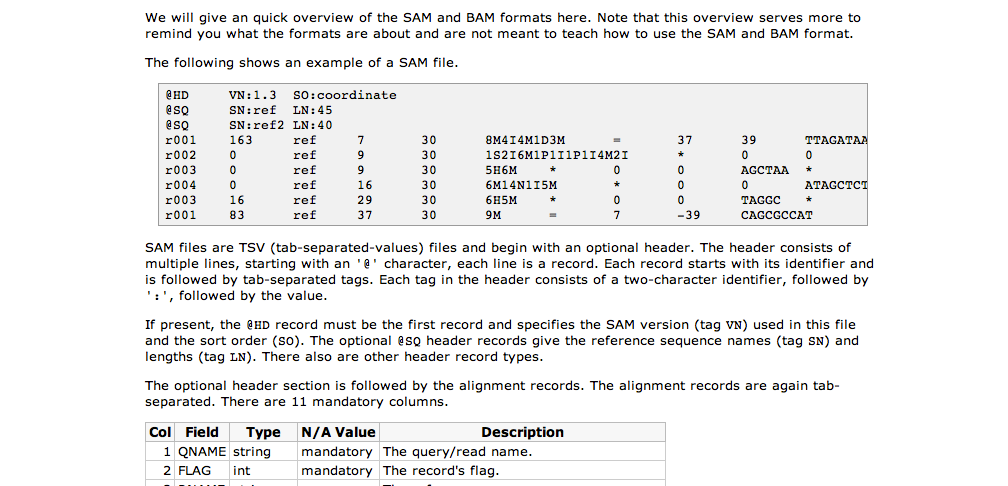 We will give an quick overview of the SAM and BAM formats here. Note that this overview serves more to
remind you what the formats are about and are not meant to teach how to use the SAM and BAM format.
The following shows an example of a SAM file.
@HD VN:1.3 SO:coordinate
@SQ SN:ref LN:45
@SQ SN:ref2 LN:40
r001 163 ref 7 30 8M4I4M1D3M = 37 39 TTAGATAA
r002 0 ref 9 30 1S2I6M1P1I1P1I4M2I * 0 0
r003 0 ref 9 30 5H6M * 0 0 AGCTAA *
r004 0 ref 16 30 6M14N1I5M * 0 0 ATAGCTCT
r003 16 ref 29 30 6H5M * 0 0 TAGGC *
r001 83 ref 37 30 9M = 7 -39 CAGCGCCAT
SAM files are TSV (tab-separated-values) files and begin with an optional header. The header consists of
multiple lines, starting with an '@' character, each line is a record. Each record starts with its identifier and
is followed by tab-separated tags. Each tag in the header consists of a two-character identifier, followed by
':', followed by the value.
If present, the @HD record must be the first record and specifies the SAM version (tag VN) used in this file
and the sort order (SO). The optional @SQ header records give the reference sequence names (tag SN) and
lengths (tag LN). There also are other header record types.
The optional header section is followed by the alignment records. The alignment records are again tab-
separated. There are 11 mandatory columns.
Col Field Type N/A Value Description
1 QNAME string mandatory The query/read name.
2 FLAG int mandatory The record's flag.